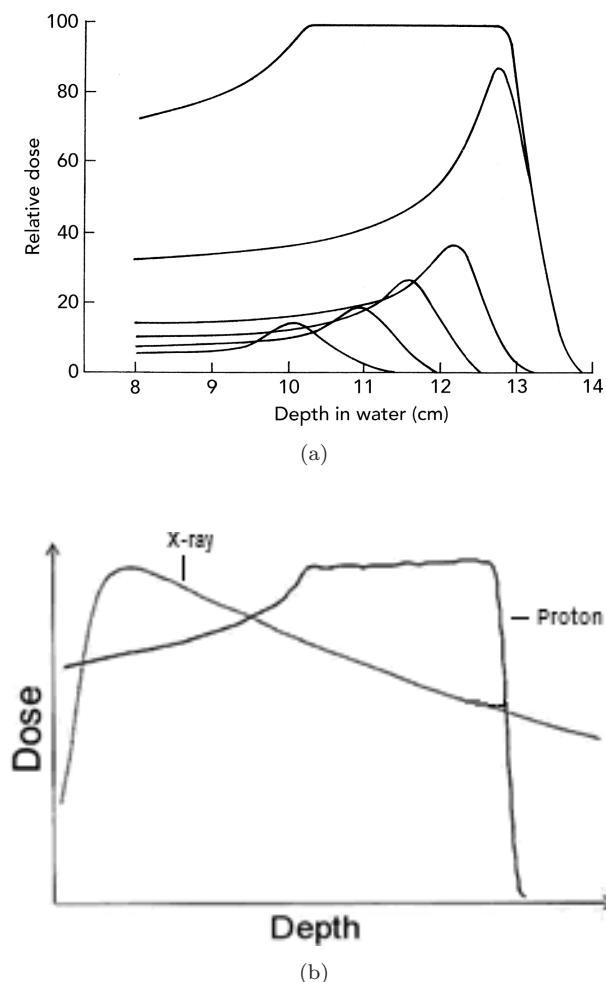 100
80
60
40
20
0
Relative dose
8 9 10 11 12 13 14
Depth in water (cm)
(a)
X-ray
Proton
Dose
Depth
(b)